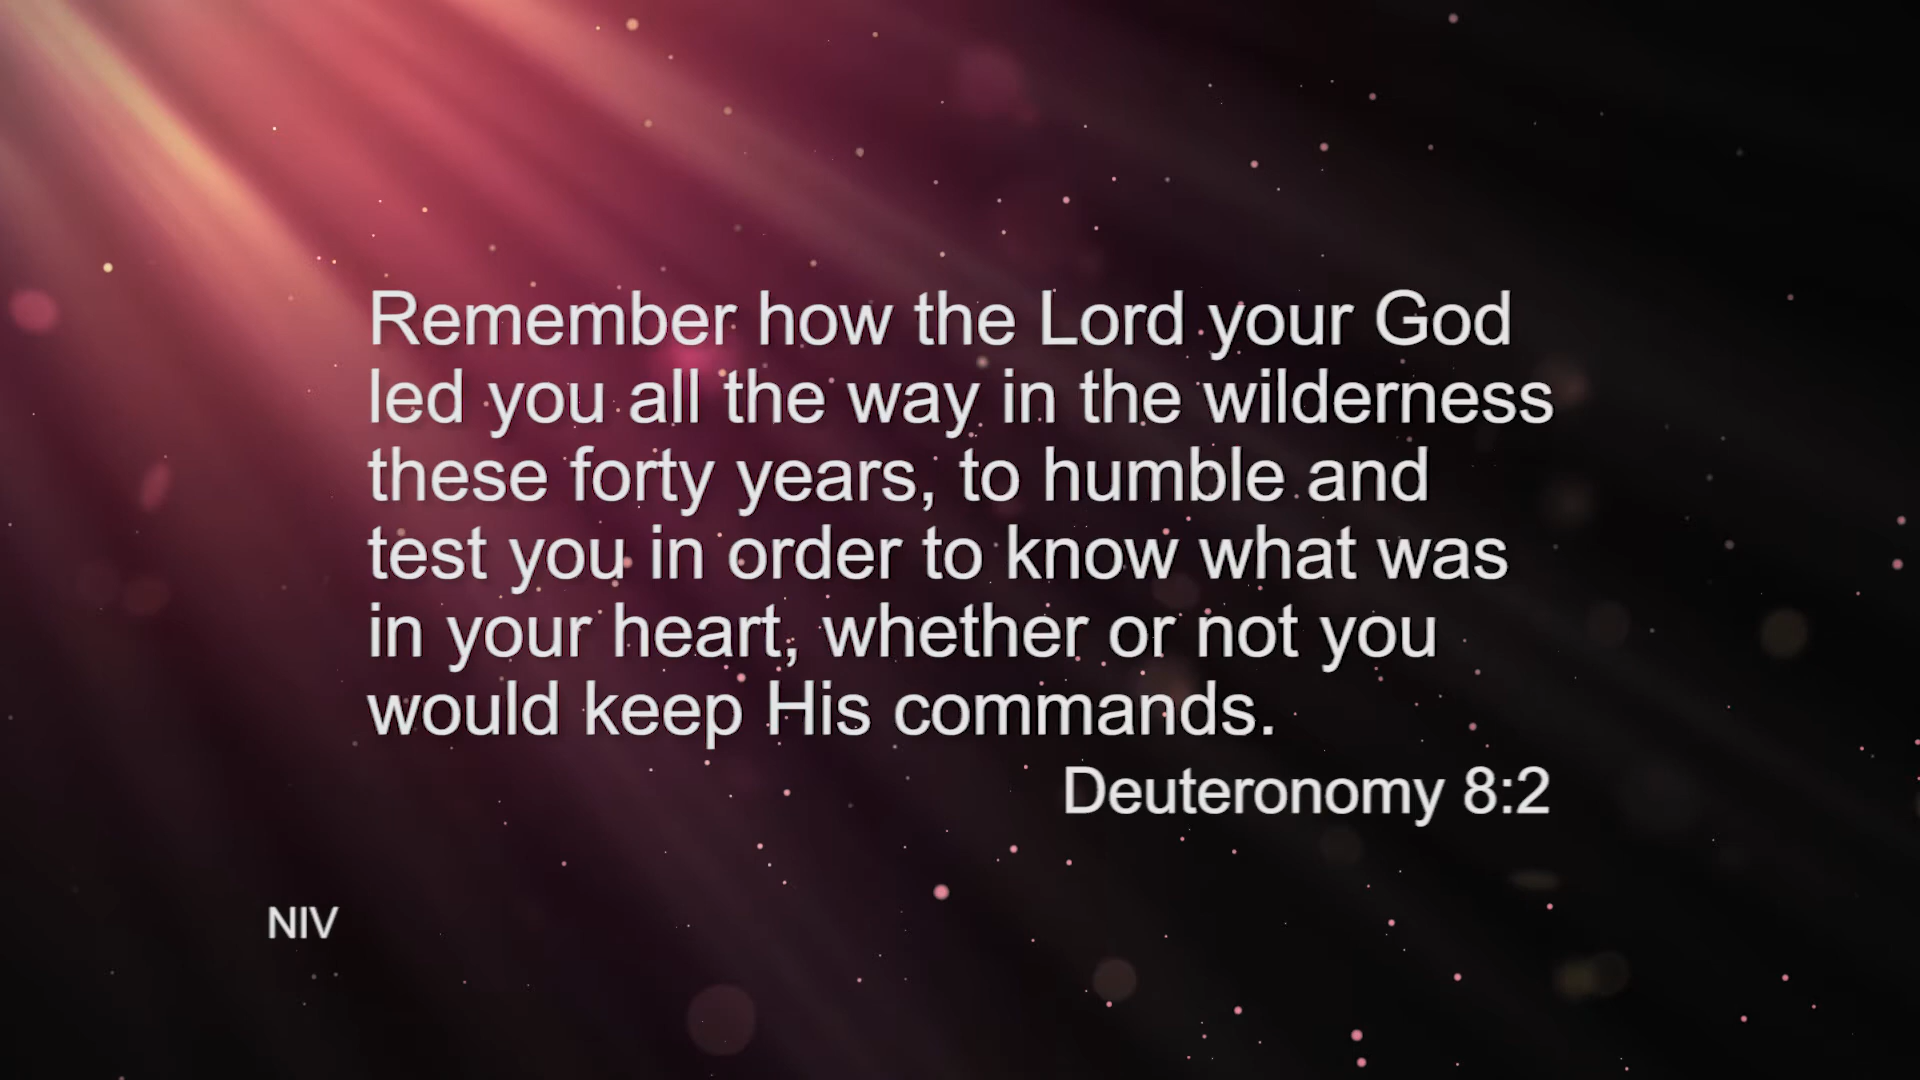 Remember how the Lord your God
led you all the way in the wilderness
these forty years, to humble and
test you in order to know what was
in your heart, whether or not you
would keep His commands.
Deuteronomy 8:2
NIV